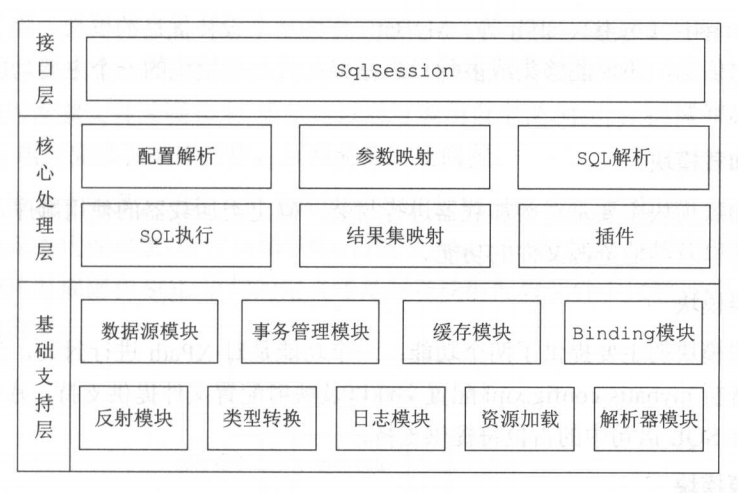 接口层
SqlSession
核心处理层
配置解析
参数映射
SQL解析
SQL执行
结果集映射
插件
基础支持层
数据源模块
事务管理模块
缓存模块
Binding模块
反射模块
类型转换
日志模块
资源加载
解析器模块